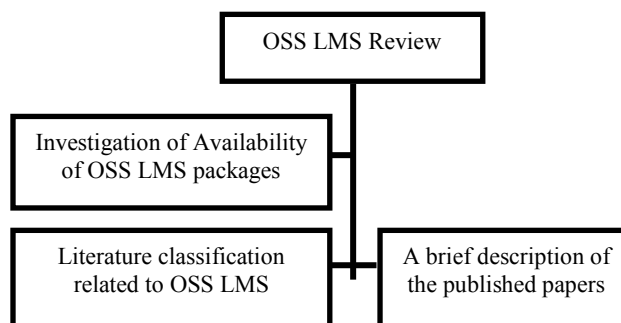 OSS LMS Review
Investigation of Availability
of OSS LMS packages
Literature classification
related to OSS LMS
A brief description of
the published papers